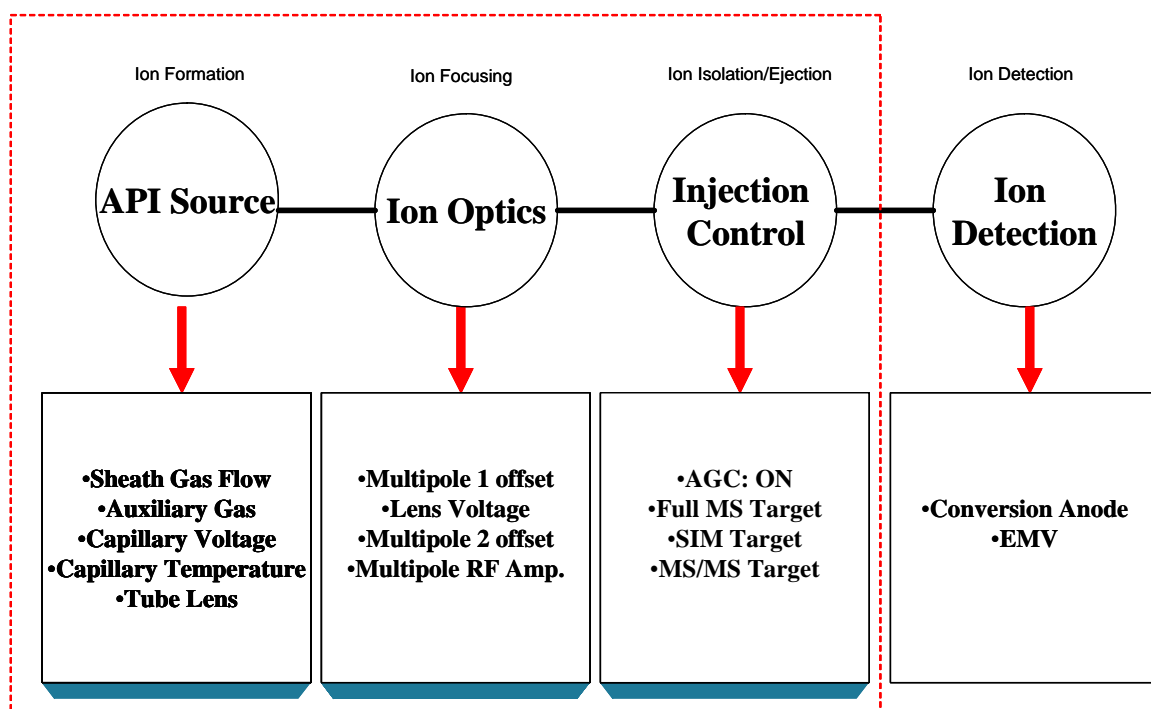 Ion Formation
Ion Focusing
Ion Isolation/Ejection
Ion Detection
API Source
Ion Optics
Injection
Control
Ion
Detection
•Sheath Gas Flow
•Auxiliary Gas
•Capillary Voltage
•Capillary Temperature
•Tube Lens
•Multipole 1 offset
•Lens Voltage
•Multipole 2 offset
•Multipole RF Amp.
•AGC: ON
•Full MS Target
•SIM Target
•MS/MS Target
•Conversion Anode
•EMV